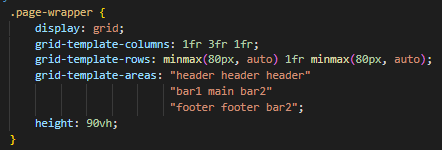 .page-wrapper {
display: grid;
grid-template-columns: 1fr 3fr 1fr;
grid-template-rows: minmax(80px, auto) 1fr minmax(80px, auto);
grid-template-areas: "header header header"
"bar1 main bar2"
"footer footer bar2";
height: 90vh;
}